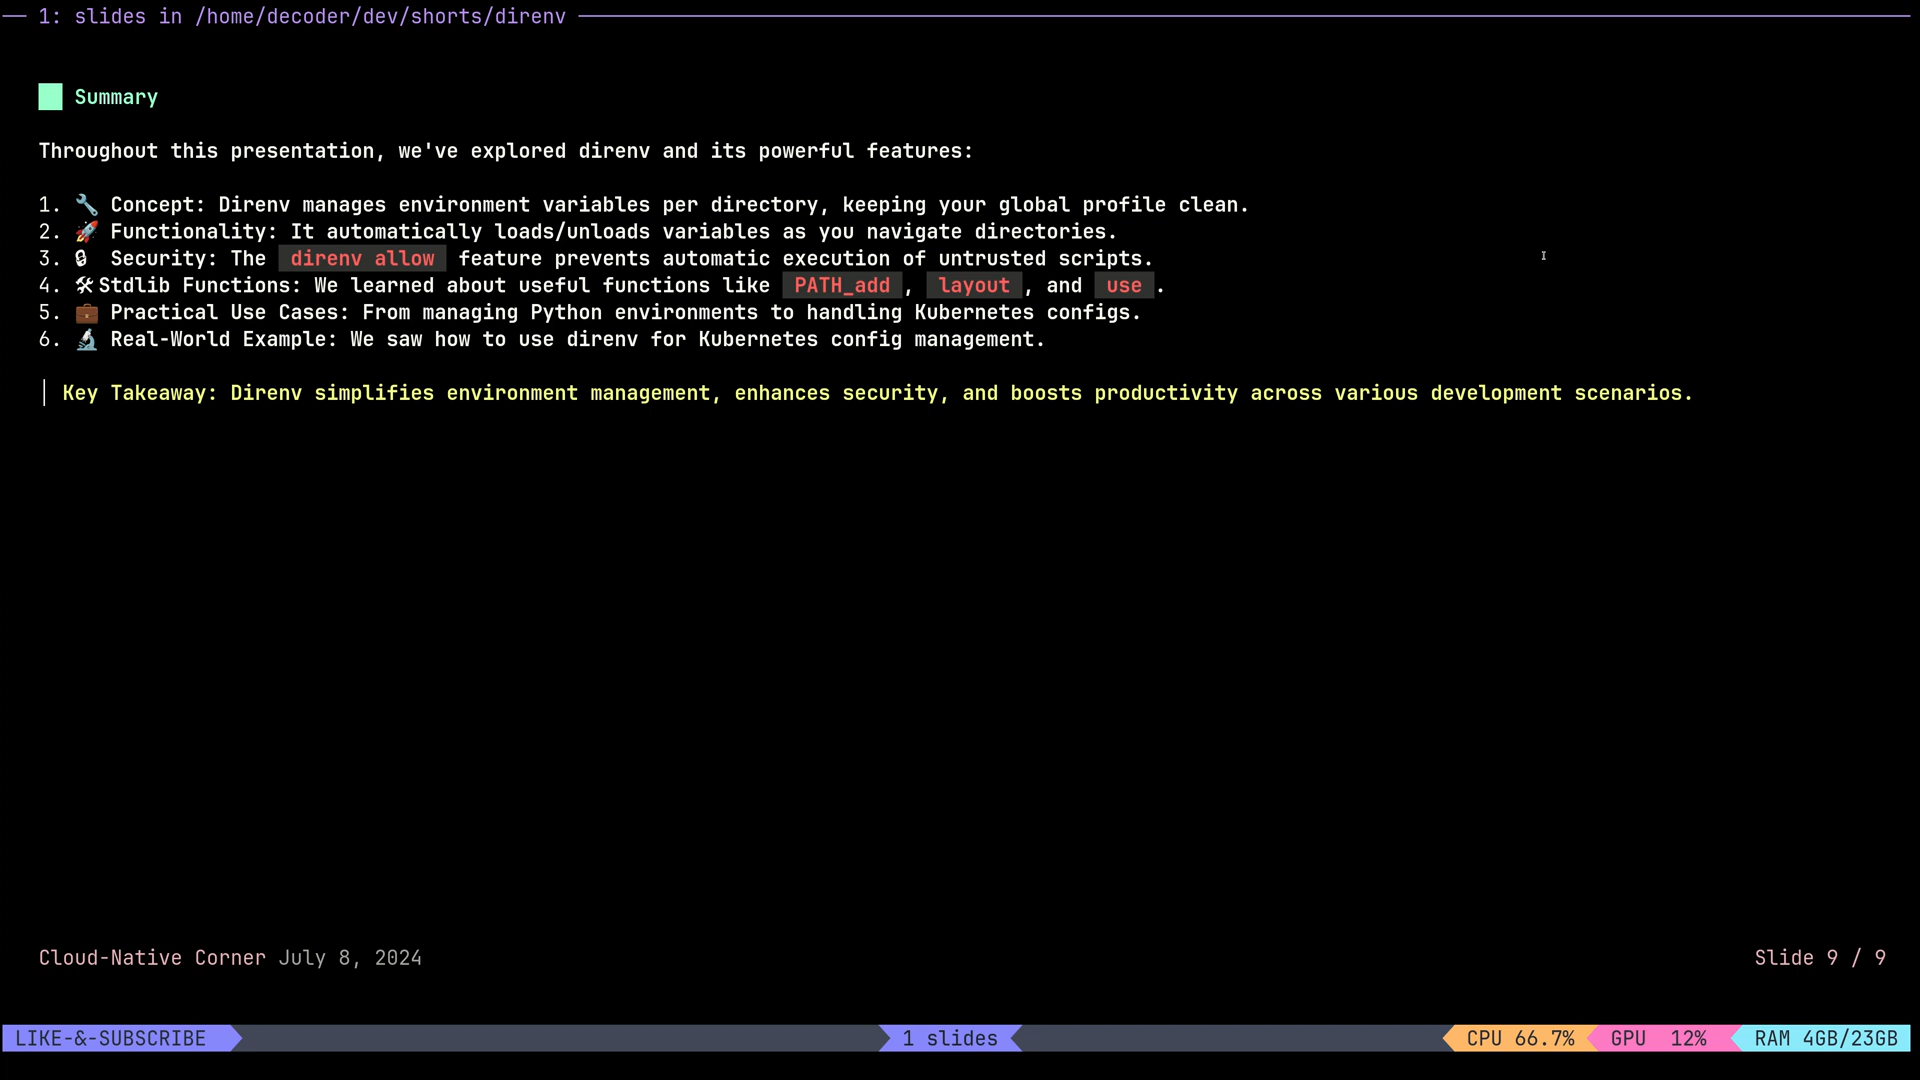 1: slides in /home/decoder/dev/shorts/direnv
Summary
Throughout this presentation, we've explored direnv and its powerful features:
1. 🔧 Concept: Direnv manages environment variables per directory, keeping your global profile clean.
2. 🚀 Functionality: It automatically loads/unloads variables as you navigate directories.
3. 🔒 Security: The direnv allow feature prevents automatic execution of untrusted scripts.
4. 🛠 Stdlib Functions: We learned about useful functions like PATH_add , layout , and use .
5. 💼 Practical Use Cases: From managing Python environments to handling Kubernetes configs.
6. 🔬 Real-World Example: We saw how to use direnv for Kubernetes config management.
Key Takeaway: Direnv simplifies environment management, enhances security, and boosts productivity across various development scenarios.
Cloud-Native Corner July 8, 2024 Slide 9 / 9
LIKE-&-SUBSCRIBE 1 slides CPU 66.7% GPU 12% RAM 4GB/23GB